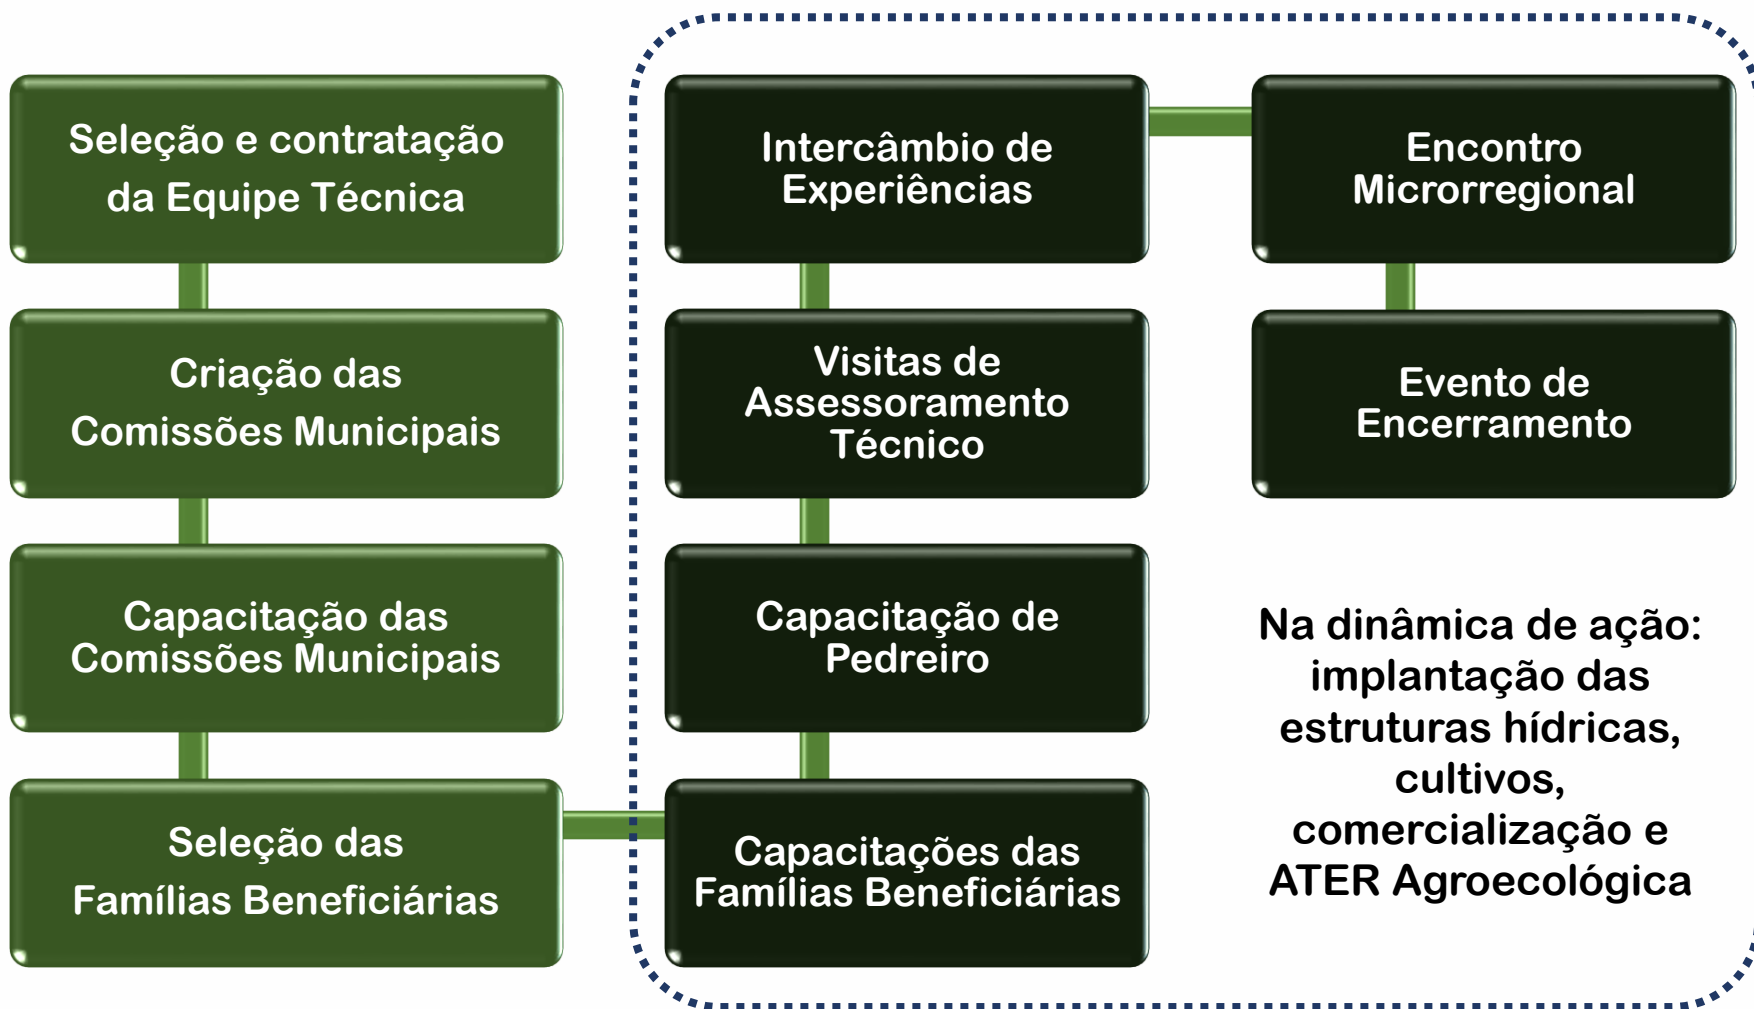 Seleção e contratação
da Equipe Técnica
Criação das
Comissões Municipais
Capacitação das
Comissões Municipais
Seleção das
Famílias Beneficiárias
Capacitações das
Famílias Beneficiárias
Capacitação de
Pedreiro
Visitas de
Assessoramento
Técnico
Intercâmbio de
Experiências
Encontro
Microrregional
Evento de
Encerramento
Na dinâmica de ação:
implantação das
estruturas hídricas,
cultivos,
comercialização e
ATER Agroecológica